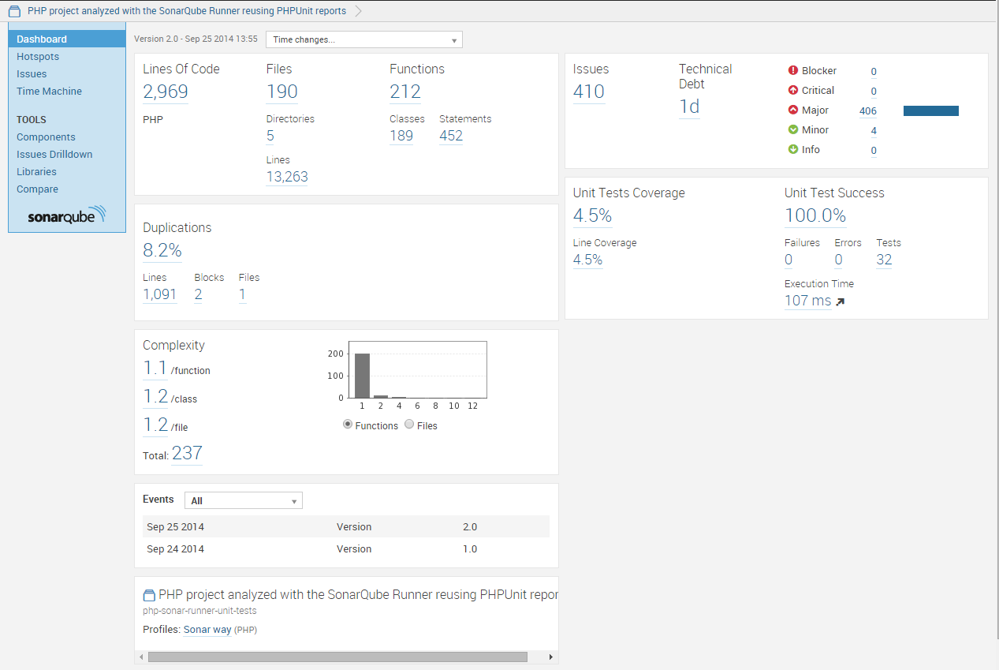 PHP project analyzed with the SonarQube Runner reusing PHPUnit reports
Dashboard
Hotspots
Issues
Time Machine
TOOLS
Components
Issues Drilldown
Libraries
Compare
sonarqube
Version 2.0 - Sep 25 2014 13:55
Time changes...
Lines Of Code
2,969
PHP
Files
190
Directories
5
Lines
13,263
Functions
212
Classes
189
Statements
452
Duplications
8.2%
Lines
1,091
Blocks
2
Files
1
Complexity
1.1 /function
1.2 /class
1.2 /file
Total: 237
200
100
0
1 2 4 6 8 10 12
Functions Files
Events All
Sep 25 2014 Version 2.0
Sep 24 2014 Version 1.0
PHP project analyzed with the SonarQube Runner reusing PHPUnit repor
php-sonar-runner-unit-tests
Profiles: Sonar way (PHP)
Issues
410
Technical
Debt
1d
Blocker 0
Critical 0
Major 406
Minor 4
Info 0
Unit Tests Coverage
4.5%
Line Coverage
4.5%
Unit Test Success
100.0%
Failures
0
Errors
0
Tests
32
Execution Time
107 ms